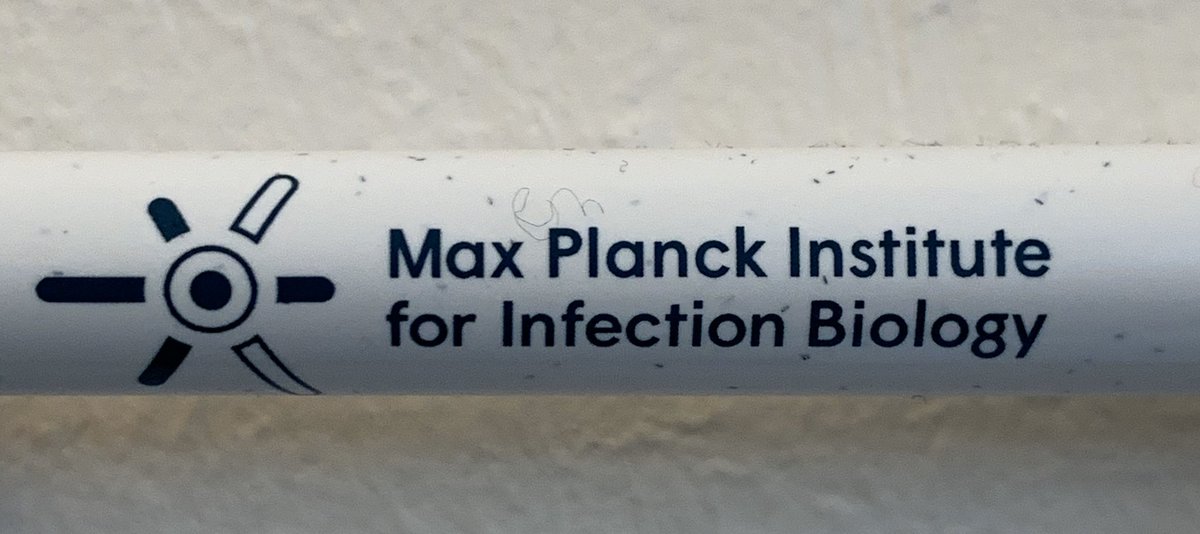 Max Planck Institute
for Infection Biology